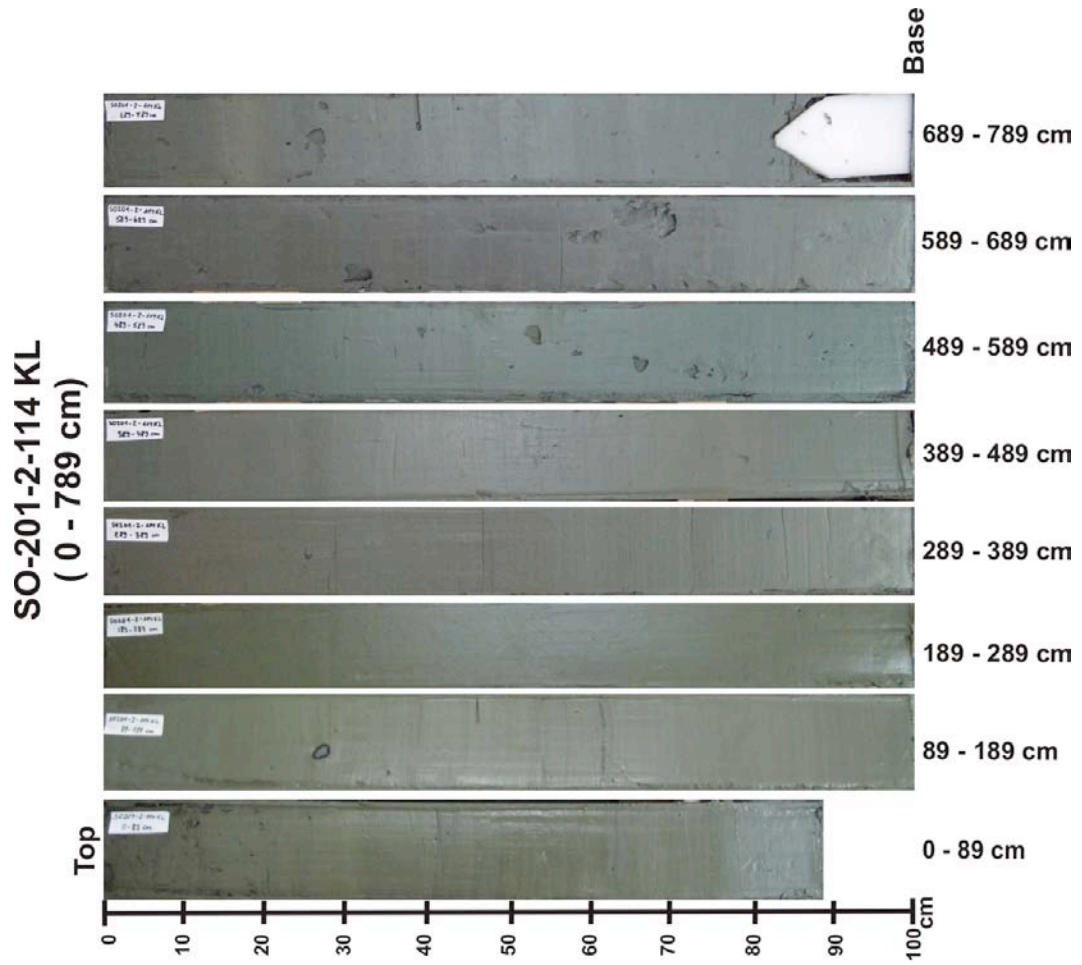 SO-201-2-114 KL
( 0 - 789 cm)
Base
689 - 789 cm
589 - 689 cm
489 - 589 cm
389 - 489 cm
289 - 389 cm
189 - 289 cm
89 - 189 cm
Top
0 - 89 cm
0
10
20
30
40
50
60
70
80
90
100
cm